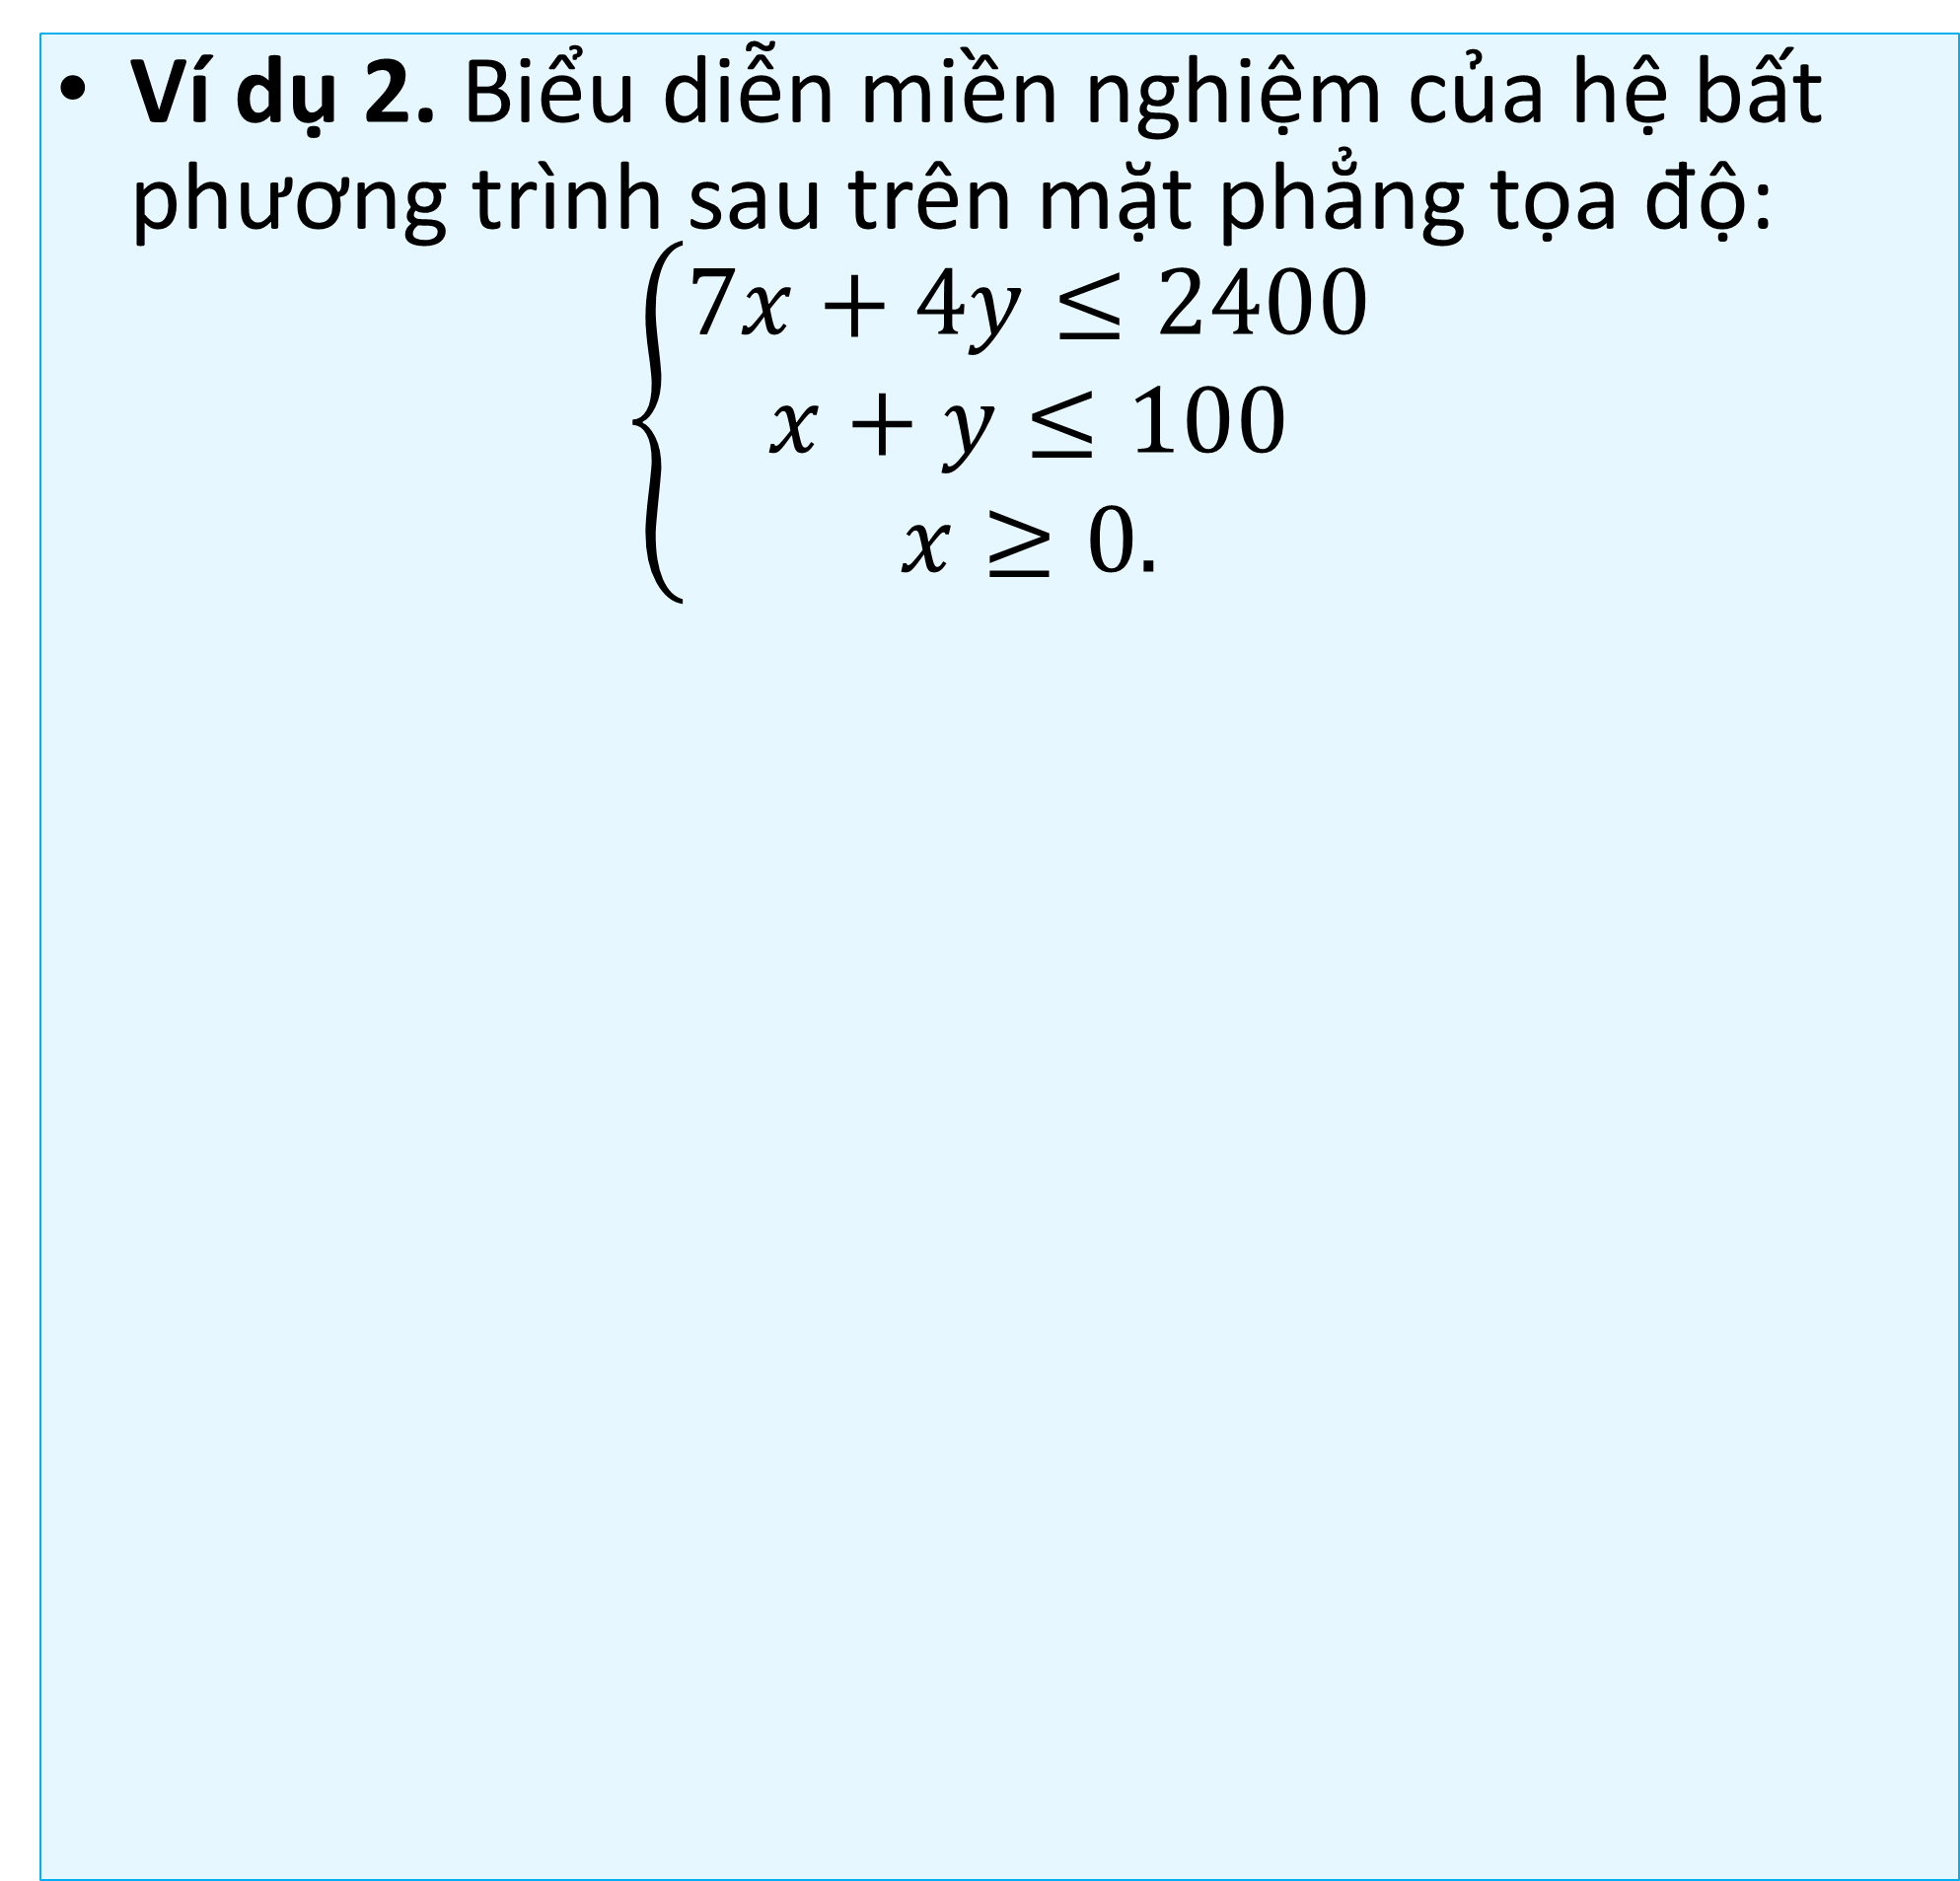 • Ví dụ 2. Biểu diễn miền nghiệm của hệ bất
phương trình sau trên mặt phẳng tọa độ:
7x + 4y ≤ 2400
x + y ≤ 100
x ≥ 0.